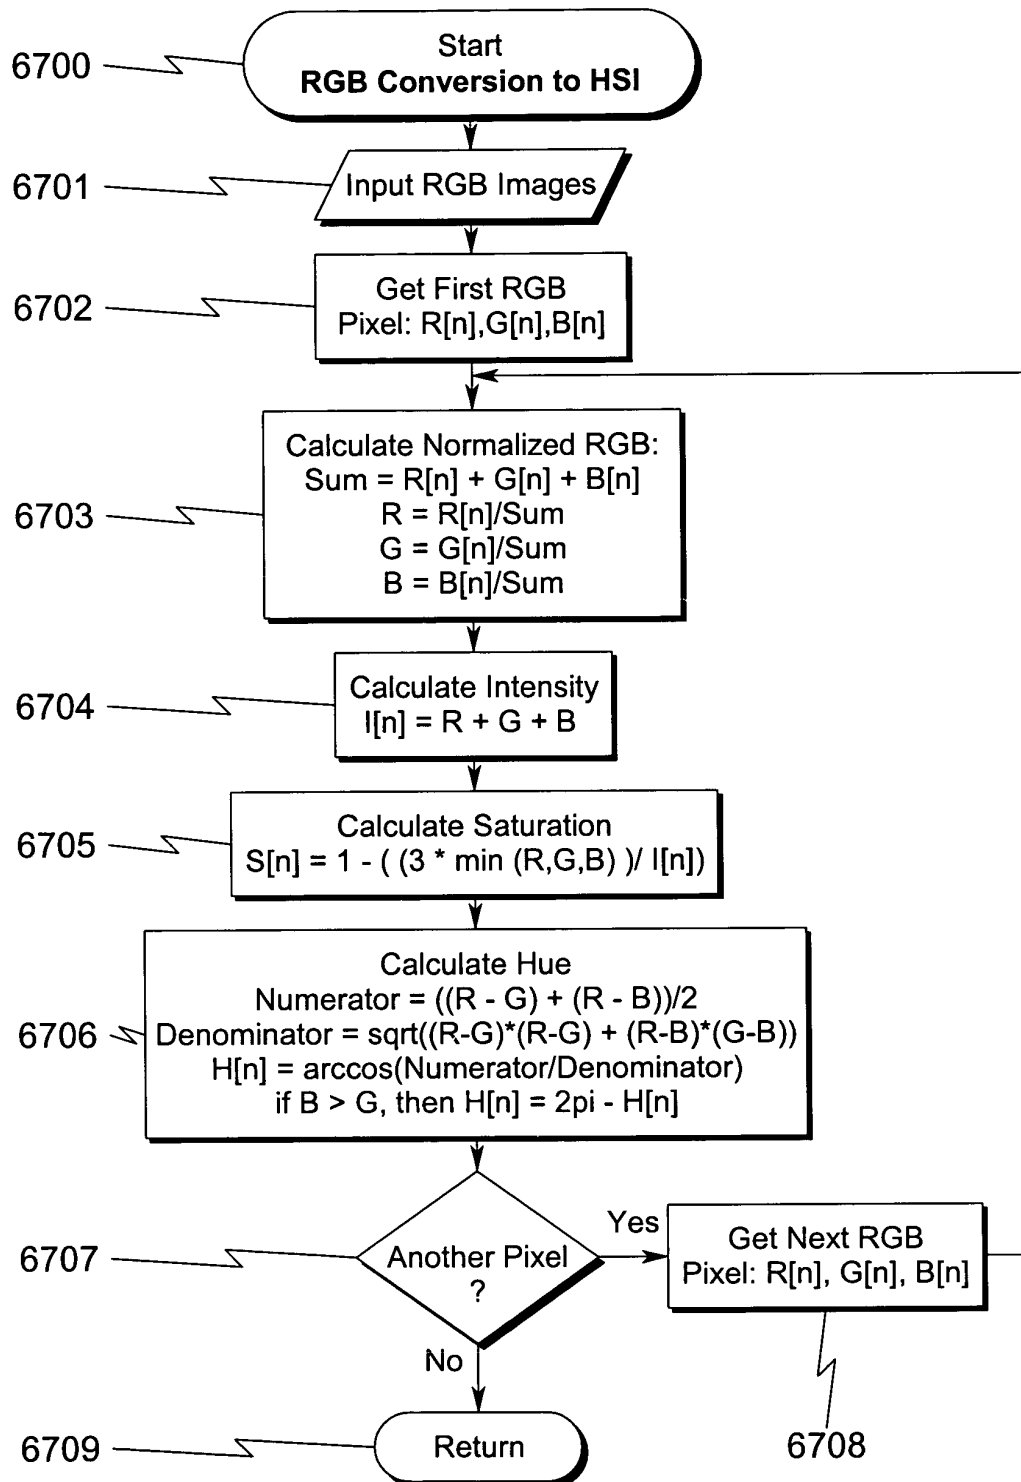 6700
Start
RGB Conversion to HSI
6701
Input RGB Images
6702
Get First RGB
Pixel: R[n],G[n],B[n]
6703
Calculate Normalized RGB:
Sum = R[n] + G[n] + B[n]
R = R[n]/Sum
G = G[n]/Sum
B = B[n]/Sum
6704
Calculate Intensity
I[n] = R + G + B
6705
Calculate Saturation
S[n] = 1 - ( (3 * min (R,G,B) )/ I[n])
6706
Calculate Hue
Numerator = ((R - G) + (R - B))/2
Denominator = sqrt((R-G)*(R-G) + (R-B)*(G-B))
H[n] = arccos(Numerator/Denominator)
if B > G, then H[n] = 2pi - H[n]
6707
Another Pixel
?
Yes
Get Next RGB
Pixel: R[n], G[n], B[n]
6708
No
6709
Return